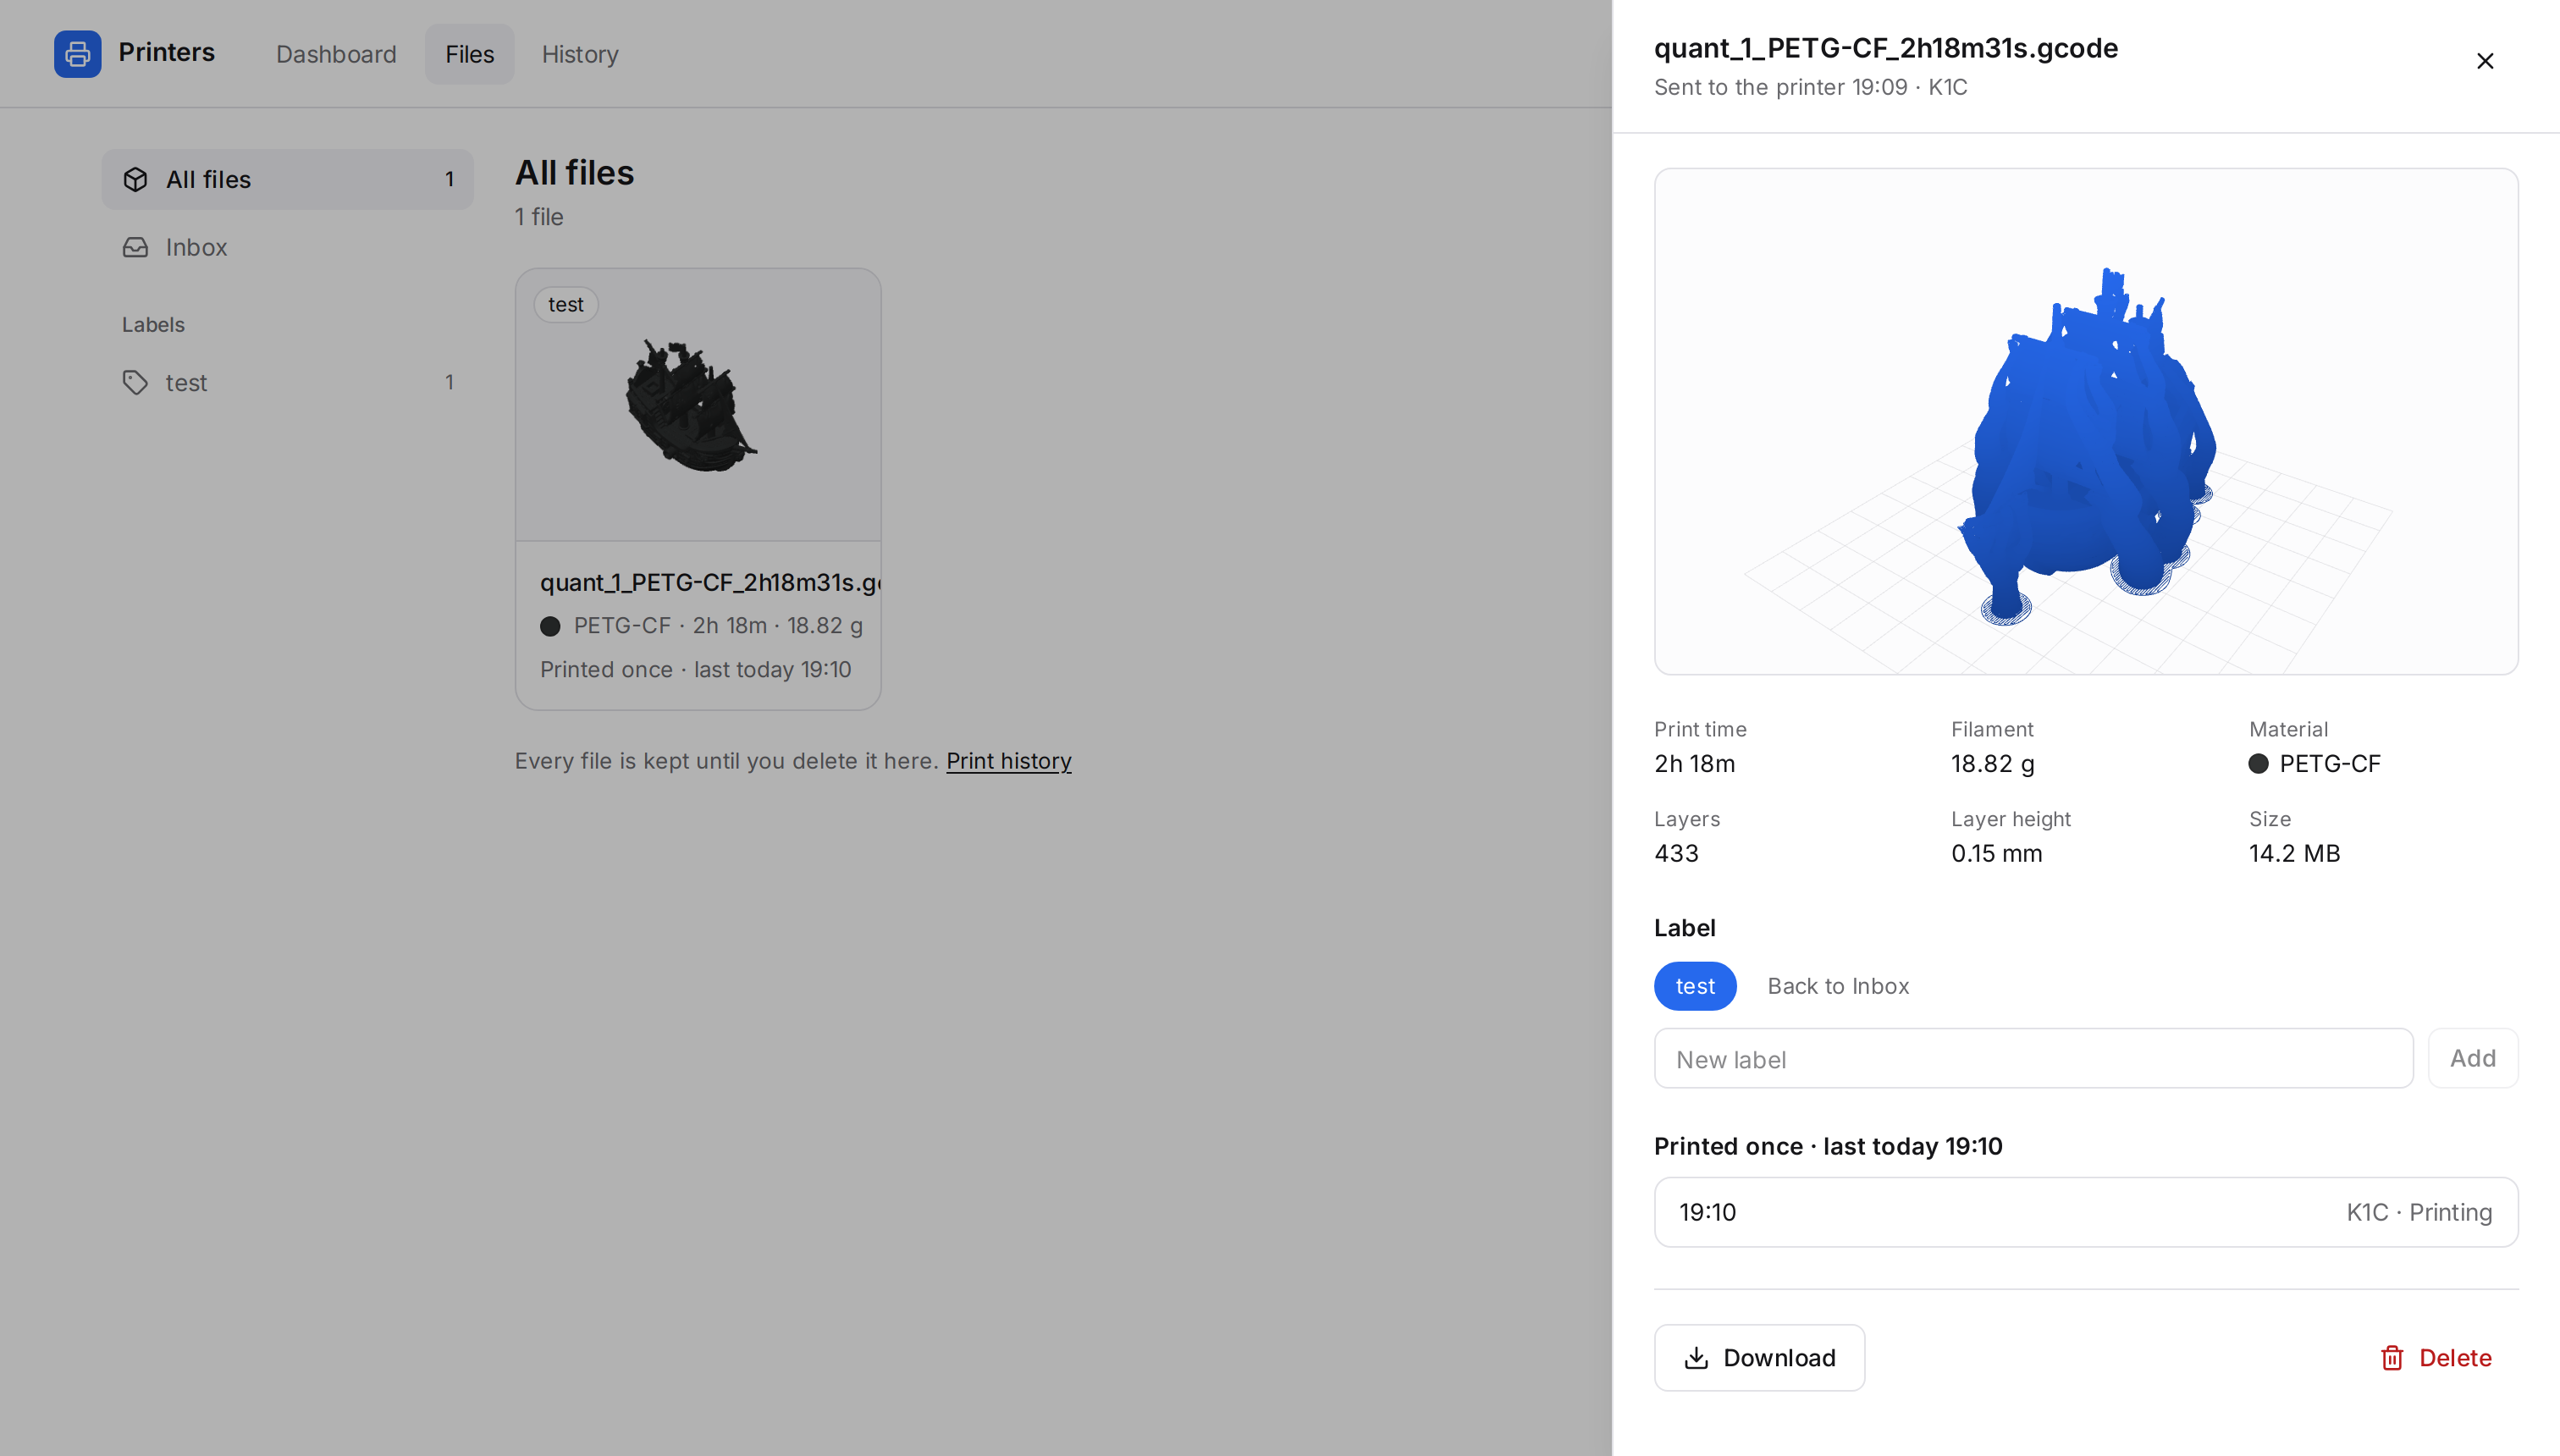 Printers
Dashboard
Files
History
All files 1
Inbox
Labels
test 1
All files
1 file
test
quant_1_PETG-CF_2h18m31s.gc
PETG-CF · 2h 18m · 18.82 g
Printed once · last today 19:10
Every file is kept until you delete it here. Print history
quant_1_PETG-CF_2h18m31s.gcode
Sent to the printer 19:09 · K1C
Print time
2h 18m
Filament
18.82 g
Material
PETG-CF
Layers
433
Layer height
0.15 mm
Size
14.2 MB
Label
test
Back to Inbox
New label
Add
Printed once · last today 19:10
19:10
K1C · Printing
Download
Delete